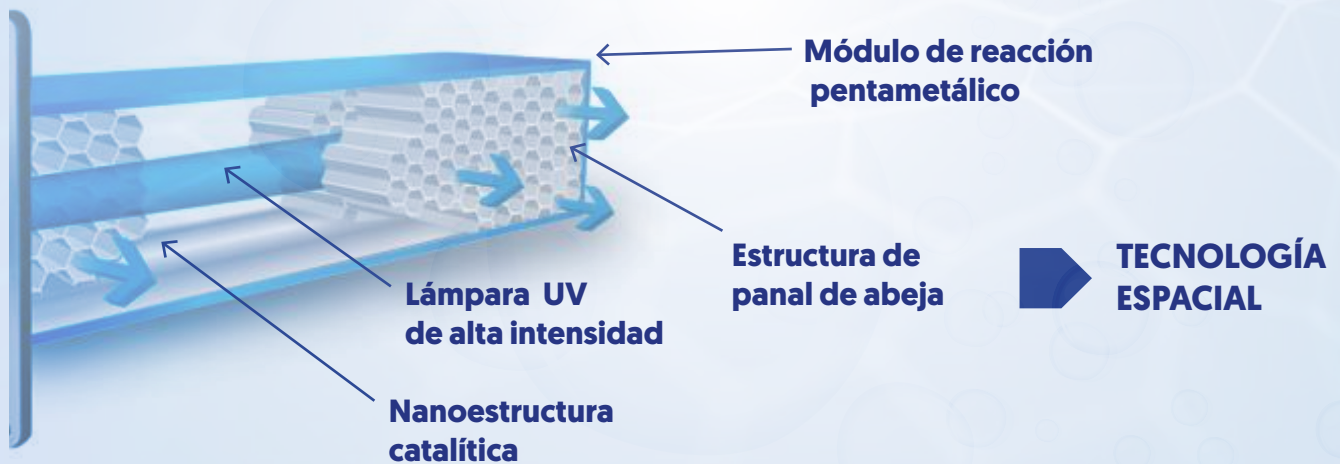 Módulo de reacción
pentametálico
Estructura de
panal de abeja
TECNOLOGÍA
ESPACIAL
Lámpara UV
de alta intensidad
Nanoestructura
catalítica